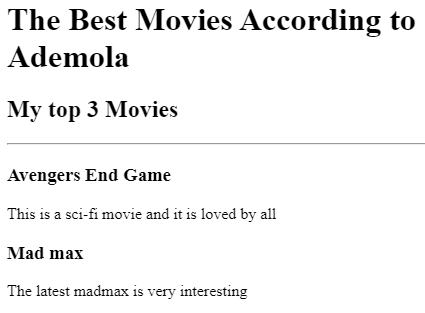 The Best Movies According to
Ademola
My top 3 Movies
Avengers End Game
This is a sci-fi movie and it is loved by all
Mad max
The latest madmax is very interesting